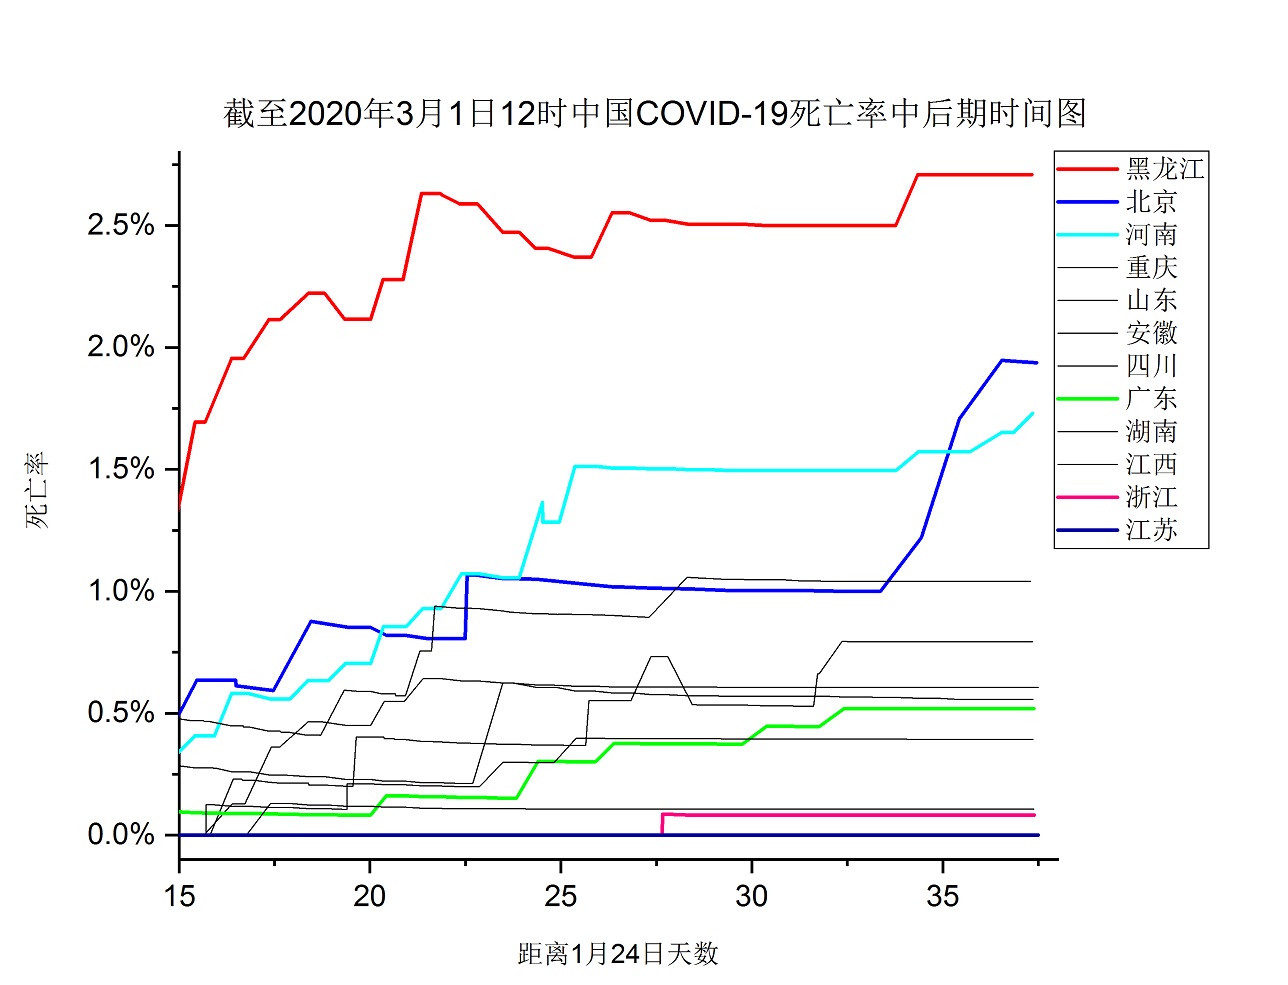 截至2020年3月1日12时中国COVID-19死亡率中后期时间图
黑龙江
北京
河南
重庆
山东
安徽
四川
广东
湖南
江西
浙江
江苏
死亡率
2.5%
2.0%
1.5%
1.0%
0.5%
0.0%
15 20 25 30 35
距离1月24日天数